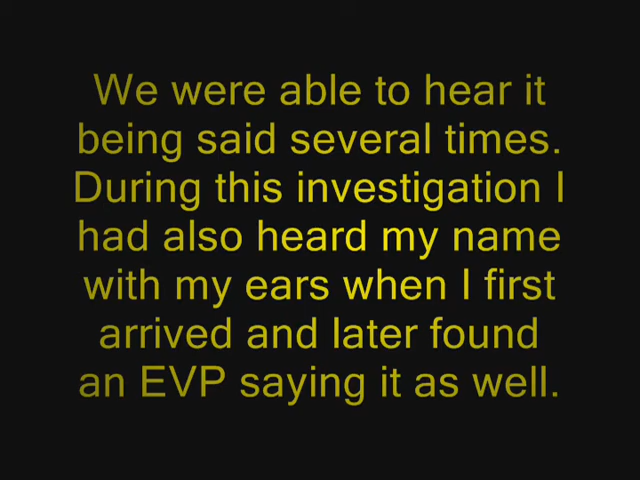 We were able to hear it
being said several times.
During this investigation I
had also heard my name
with my ears when I first
arrived and later found
an EVP saying it as well.